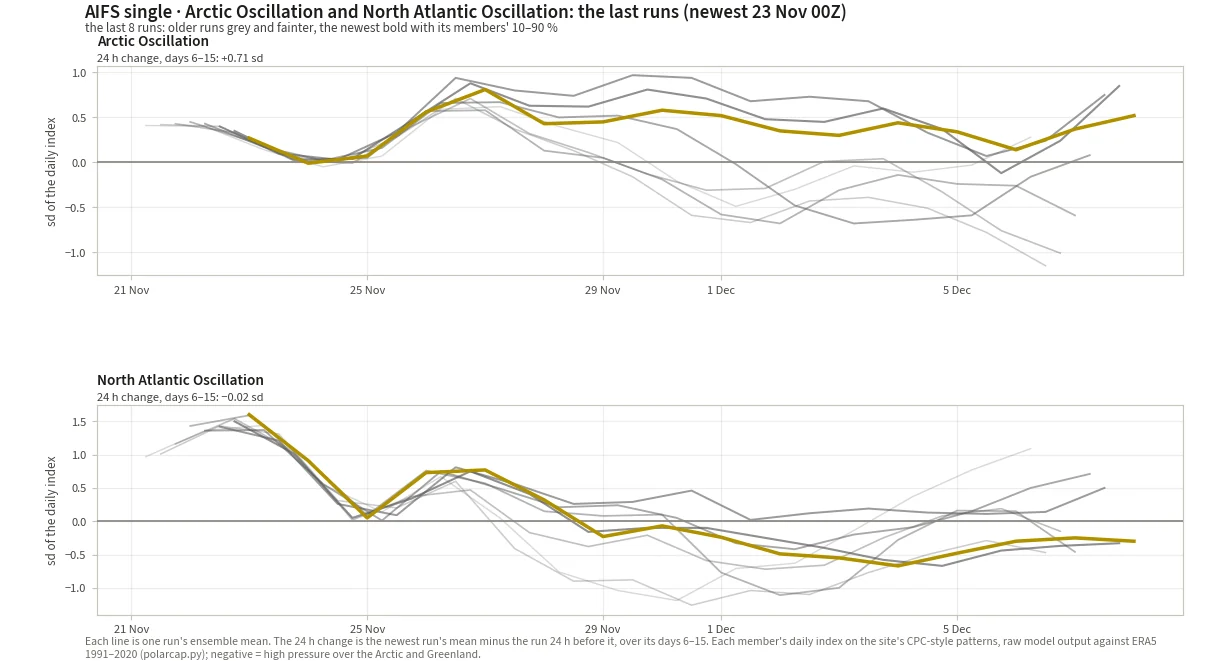 AIFS single · Arctic Oscillation and North Atlantic Oscillation: the last runs (newest 23 Nov 00Z)
the last 8 runs: older runs grey and fainter, the newest bold with its members' 10–90 %
Arctic Oscillation
24 h change, days 6–15: +0.71 sd
sd of the daily index
1.0
0.5
0.0
−0.5
−1.0
21 Nov 25 Nov 29 Nov 1 Dec 5 Dec
North Atlantic Oscillation
24 h change, days 6–15: −0.02 sd
sd of the daily index
1.5
1.0
0.5
0.0
−0.5
−1.0
21 Nov 25 Nov 29 Nov 1 Dec 5 Dec
Each line is one run's ensemble mean. The 24 h change is the newest run's mean minus the run 24 h before it, over its days 6–15. Each member's daily index on the site's CPC-style patterns, raw model output against ERA5
1991–2020 (polarcap.py); negative = high pressure over the Arctic and Greenland.